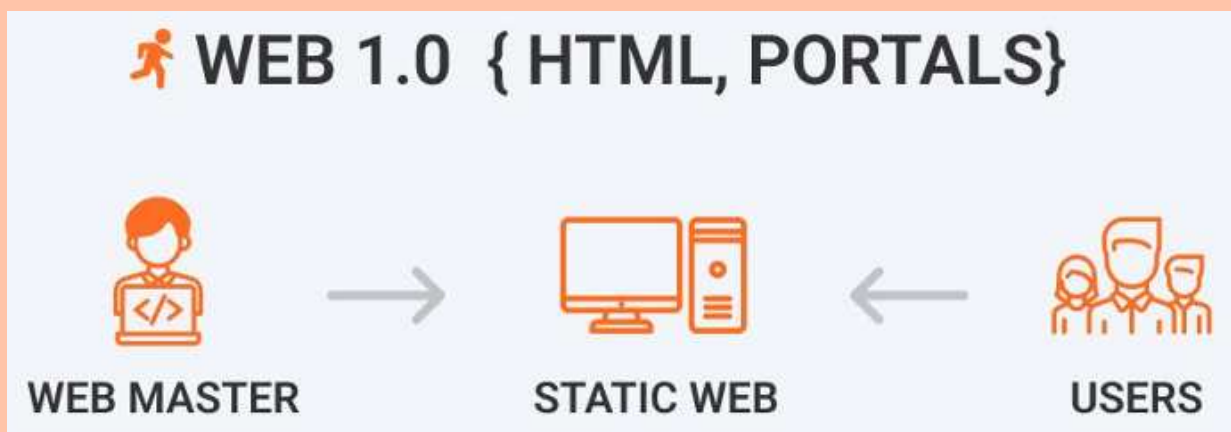 WEB 1.0 { HTML, PORTALS}
</>
WEB MASTER STATIC WEB USERS